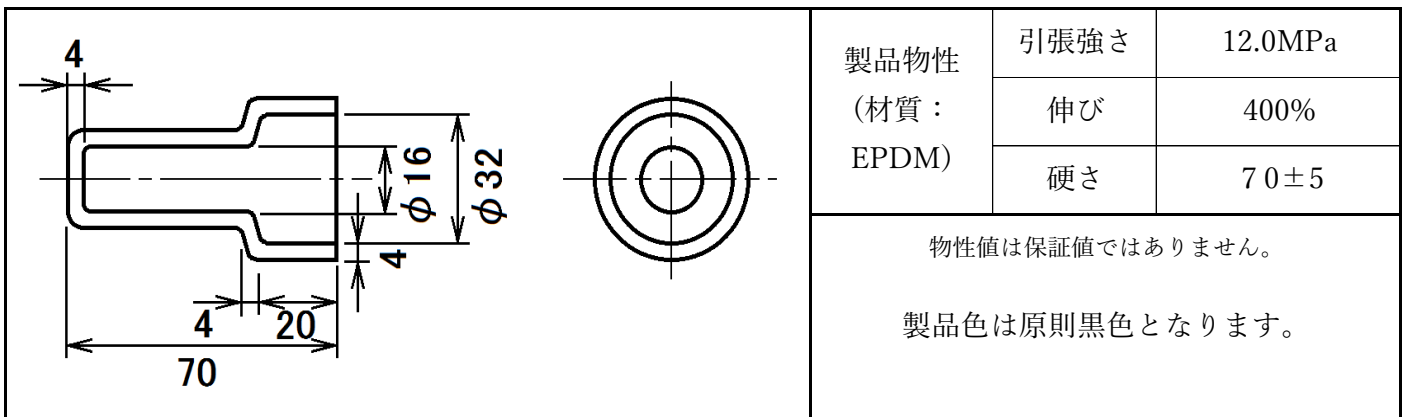 4
φ16
φ32
4
4
20
70
製品物性
(材質：
EPDM)
引張強さ
12.0MPa
伸び
400%
硬さ
７０±5
物性値は保証値ではありません。
製品色は原則黒色となります。